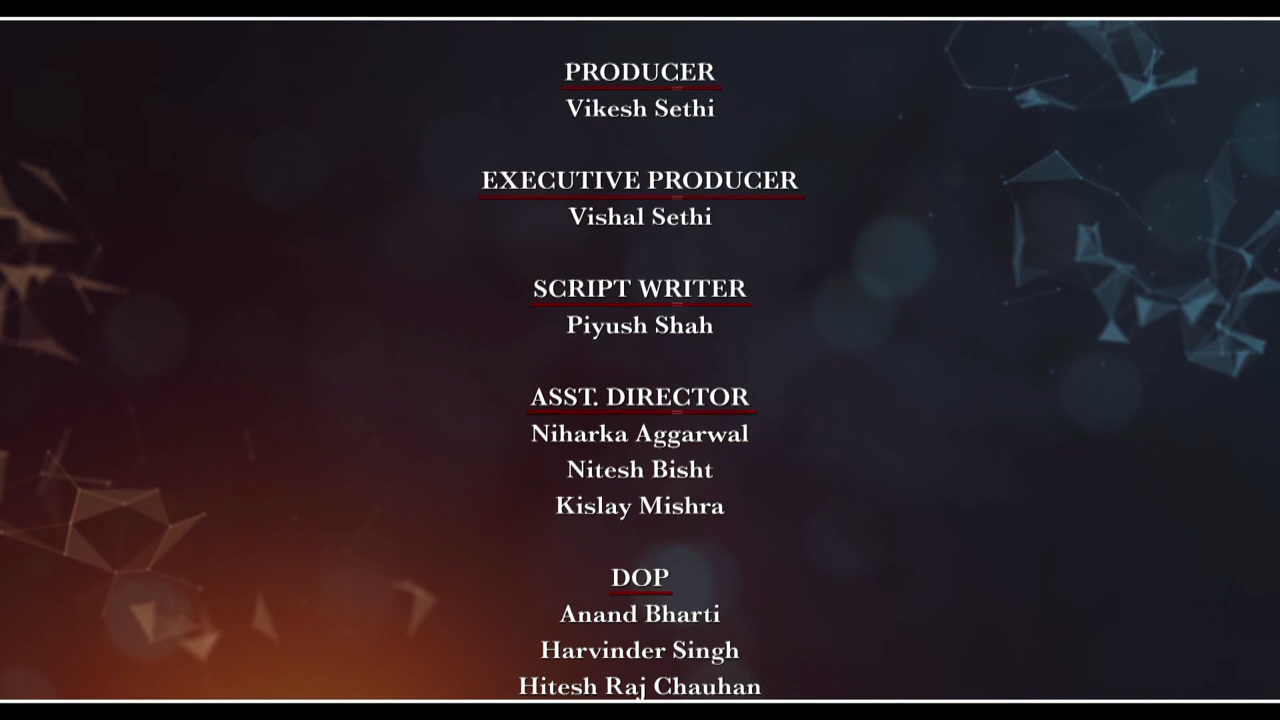 PRODUCER
Vikesh Sethi
EXECUTIVE PRODUCER
Vishal Sethi
SCRIPT WRITER
Piyush Shah
ASST. DIRECTOR
Niharka Aggarwal
Nitesh Bisht
Kislay Mishra
DOP
Anand Bharti
Harvinder Singh
Hitesh Raj Chauhan